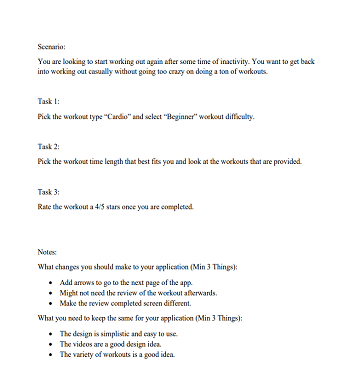 Scenario:
You are looking to start working out again after some time of inactivity. You want to get back
into working out casually without going too crazy on doing a ton of workouts.
Task 1:
Pick the workout type “Cardio” and select “Beginner” workout difficulty.
Task 2:
Pick the workout time length that best fits you and look at the workouts that are provided.
Task 3:
Rate the workout a 4/5 stars once you are completed.
Notes:
What changes you should make to your application (Min 3 Things):
• Add arrows to go to the next page of the app.
• Might not need the review of the workout afterwards.
• Make the review completed screen different.
What you need to keep the same for your application (Min 3 Things):
• The design is simplistic and easy to use.
• The videos are a good design idea.
• The variety of workouts is a good idea.